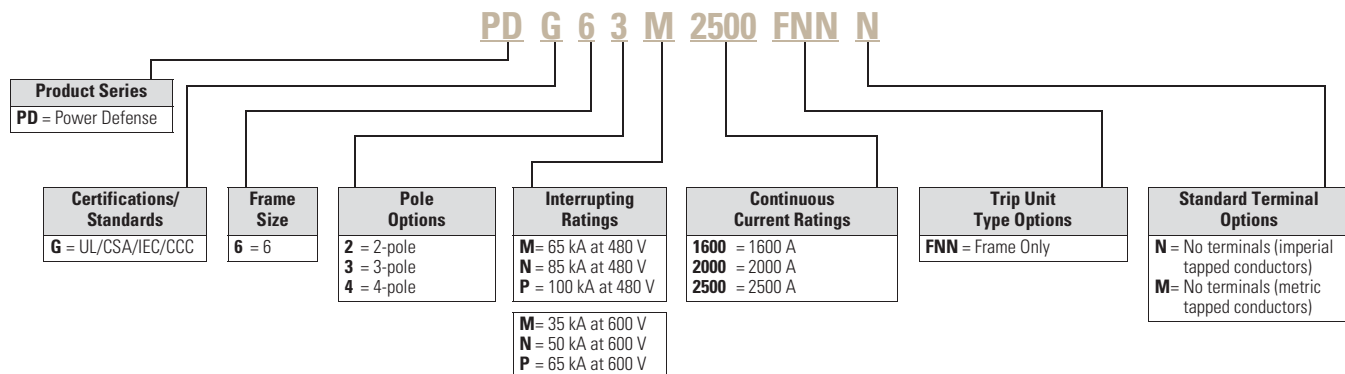 PD G 6 3 M 2500 FNN N
Product Series
PD = Power Defense
Certifications/
Standards
G = UL/CSA/IEC/CCC
Frame
Size
6 = 6
Pole
Options
2 = 2-pole
3 = 3-pole
4 = 4-pole
Interrupting
Ratings
M= 65 kA at 480 V
N = 85 kA at 480 V
P = 100 kA at 480 V
M= 35 kA at 600 V
N = 50 kA at 600 V
P = 65 kA at 600 V
Continuous
Current Ratings
1600 = 1600 A
2000 = 2000 A
2500 = 2500 A
Trip Unit
Type Options
FNN = Frame Only
Standard Terminal
Options
N = No terminals (imperial
tapped conductors)
M= No terminals (metric
tapped conductors)